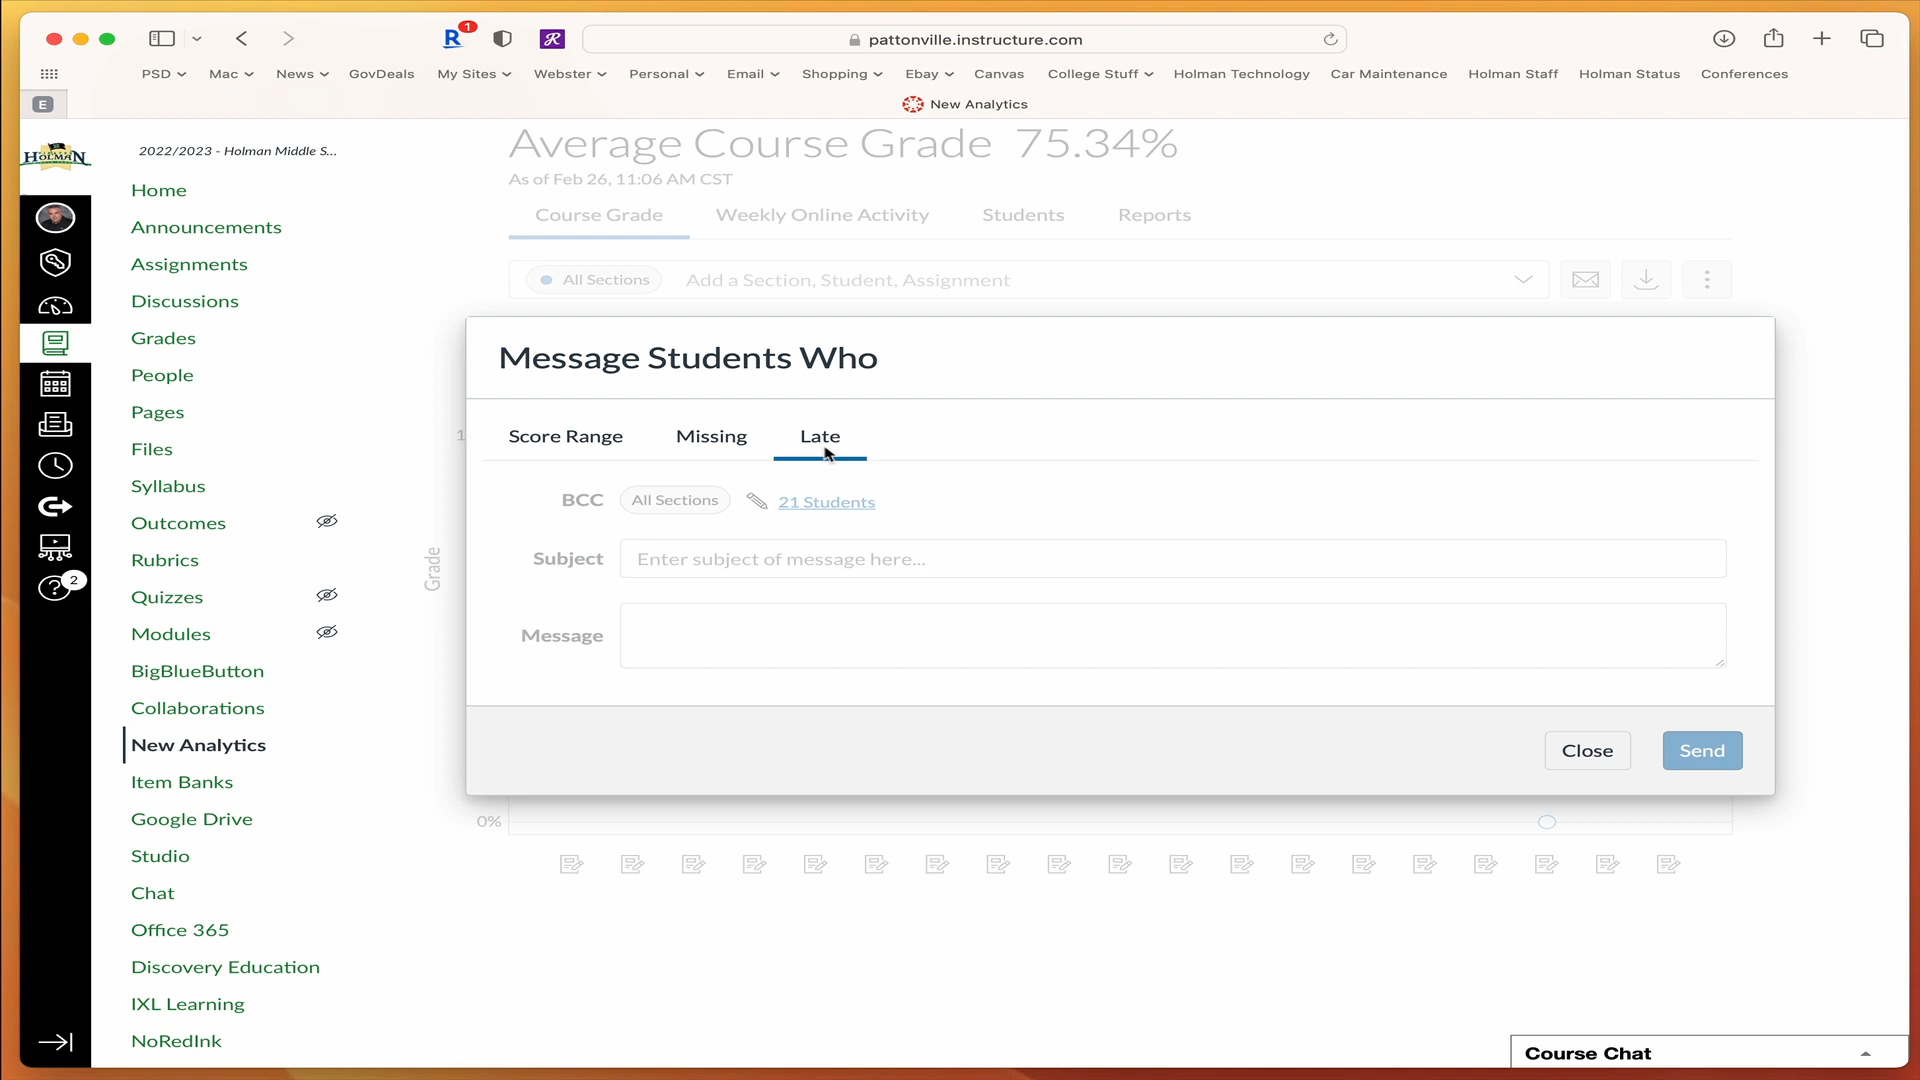 R 1
pattonville.instructure.com
PSD Mac News GovDeals My Sites Webster Personal Email Shopping Ebay Canvas College Stuff Holman Technology Car Maintenance Holman Staff Holman Status Conferences
E New Analytics
HOLMAN
2022/2023 - Holman Middle S...
Average Course Grade 75.34%
As of Feb 26, 11:06 AM CST
Course Grade Weekly Online Activity Students Reports
All Sections Add a Section, Student, Assignment
Home
Announcements
Assignments
Discussions
Grades
People
Pages
Files
Syllabus
Outcomes
Rubrics
Quizzes
Modules
BigBlueButton
Collaborations
New Analytics
Item Banks
Google Drive
Studio
Chat
Office 365
Discovery Education
IXL Learning
NoRedInk
2
Grade
1
Message Students Who
Score Range Missing Late
BCC All Sections 21 Students
Subject Enter subject of message here...
Message
Close Send
0%
Course Chat